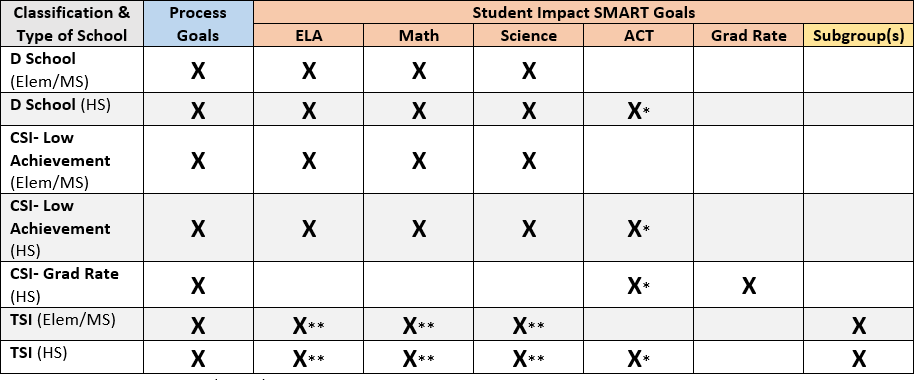 Classification & Process Student Impact SMART Goals
Type of School Goals ELA Math Science ACT Grad Rate Subgroup(s)
D School
(Elem/MS) X X X X
D School (HS) X X X X X*
CSI- Low
Achievement X X X X
(Elem/MS)
CSI- Low
Achievement X X X X X*
(HS)
CSI- Grad Rate
(HS) X X* X
TSI (Elem/MS) X X** X** X** X
TSI (HS) X X** X** X** X* X